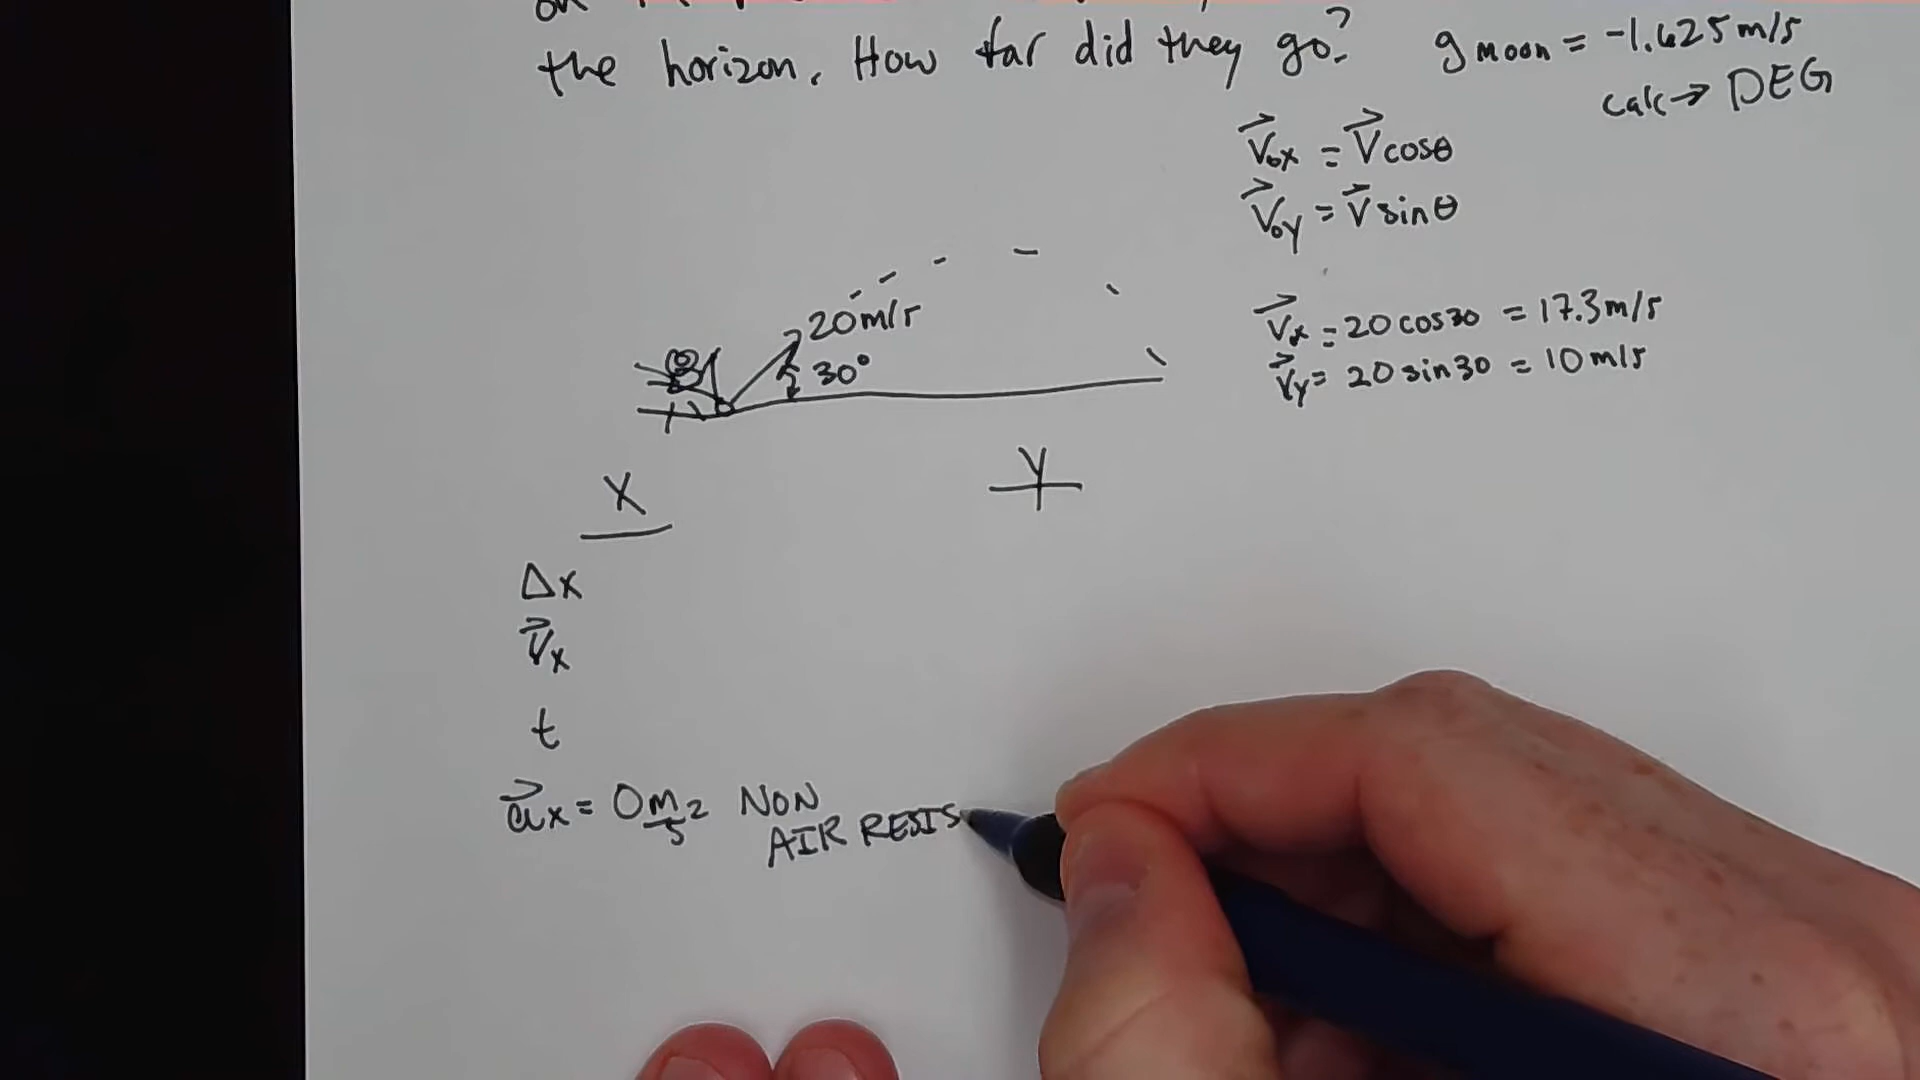 on
the horizon. How far did they go?
g moon = -1.625 m/s
calc → DEG
V⃗ox = V⃗ cosθ
V⃗oy = V⃗ sinθ
20 m/s
30°
V⃗x = 20 cos 30 = 17.3 m/s
V⃗y = 20 sin 30 = 10 m/s
X
Y
Δx
V⃗x
t
a⃗x = 0 m/s² NON
AIR RESIS